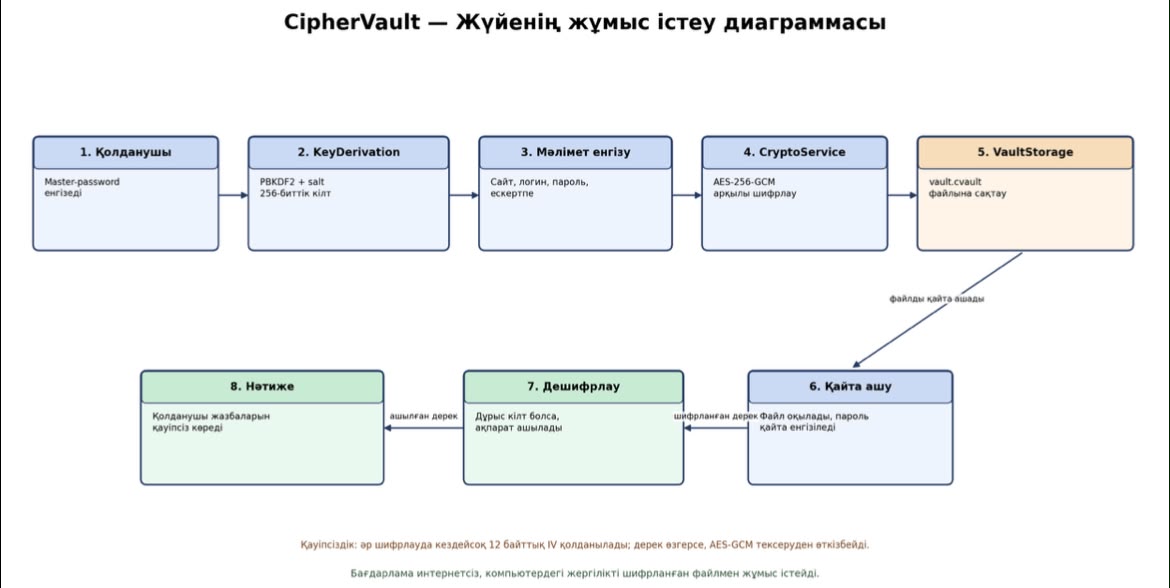 CipherVault — Жүйенің жұмыс істеу диаграммасы
1. Қолданушы
Master-password
енгізеді
2. KeyDerivation
PBKDF2 + salt
256-биттік кілт
3. Мәлімет енгізу
Сайт, логин, пароль,
ескертпе
4. CryptoService
AES-256-GCM
арқылы шифрлау
5. VaultStorage
vault.cvault
файлына сақтау
файлды қайта ашады
6. Қайта ашу
Файл оқылады, пароль
қайта енгізіледі
шифрланған дерек
7. Дешифрлау
Дұрыс кілт болса,
ақпарат ашылады
ашылған дерек
8. Нәтиже
Қолданушы жазбаларын
қауіпсіз көреді
Қауіпсіздік: әр шифрлауда кездейсоқ 12 байттық IV қолданылады; дерек өзгерсе, AES-GCM тексеруден өткізбейді.
Бағдарлама интернетсіз, компьютердегі жергілікті шифрланған файлмен жұмыс істейді.